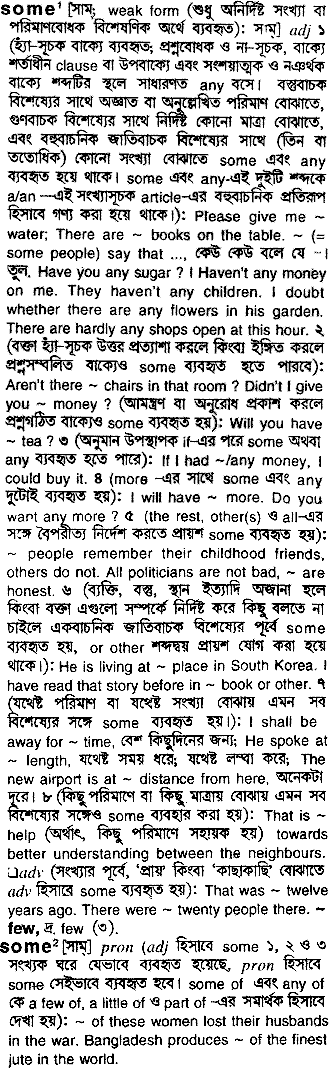 some¹ [সাম্; weak form (শুধু অনির্দিষ্ট সংখ্যা বা
পরিমাণবোধক বিশেষণিক অর্থে ব্যবহৃত): সাম্] adj ১
(হ্যাঁ-সূচক বাক্যে ব্যবহৃত; প্রশ্নবোধক ও না-সূচক, বাক্যে
শর্তাধীন clause বা উপবাক্যে এবং সংশয়াত্মক ও নঞর্থক
বাক্যে শব্দটির স্থলে সাধারণত any বসে। বস্তুবাচক
বিশেষ্যের সাথে অজ্ঞাত বা অনুল্লেখিত পরিমাণ বোঝাতে,
গুণবাচক বিশেষ্যের সাথে নির্দিষ্ট কোনো মাত্রা বোঝাতে,
এবং বহুবাচনিক জাতিবাচক বিশেষ্যের সাথে (তিন বা
ততোধিক) কোনো সংখ্যা বোঝাতে some এবং any
ব্যবহৃত হয়ে থাকে। some এবং any-এই দুইটি শব্দকে
a/an —এই সংখ্যাসূচক article-এর বহুবাচনিক প্রতিরূপ
হিসাবে গণ্য করা হয়ে থাকে।): Please give me ~
water; There are ~ books on the table. ~ (=
some people) say that ..., কেউ কেউ বলে যে –।
তুল. Have you any sugar ? I Haven't any money
on me. They haven't any children. I doubt
whether there are any flowers in his garden.
There are hardly any shops open at this hour. ২
(বক্তা হ্যাঁ-সূচক উত্তর প্রত্যাশা করলে কিংবা ইঙ্গিত করলে
প্রশ্নসম্বলিত বাক্যেও some ব্যবহৃত হতে পারবে):
Aren't there ~ chairs in that room ? Didn't I give
you ~ money ? (আমন্ত্রণ বা অনুরোধ প্রকাশ করলে
প্রশ্নগঠিত বাক্যেও some ব্যবহৃত হয়): Will you have
~ tea ? ৩ (অনুমান উপস্থাপক if-এর পরে some অথবা
any ব্যবহৃত হতে পারে): If I had ~/any money, I
could buy it. ৪ (more -এর সাথে some এবং any
দুটোই ব্যবহৃত হয়): I will have ~ more. Do you
want any more ? ৫ (the rest, other(s) ও all-এর
সঙ্গে বৈপরীত্য নির্দেশ করতে প্রায়শ some ব্যবহৃত হয়):
~ people remember their childhood friends,
others do not. All politicians are not bad, ~ are
honest. ৬ (ব্যক্তি, বস্তু, স্থান ইত্যাদি অজানা হলে
কিংবা বক্তা এগুলো সম্পর্কে নির্দিষ্ট করে কিছু বলতে না
চাইলে একবাচনিক জাতিবাচক বিশেষ্যের পূর্বে some
ব্যবহৃত হয়, or other শব্দদ্বয় প্রায়শ যোগ করা হয়ে
থাকে।): He is living at ~ place in South Korea. I
have read that story before in ~ book or other. ৭
(যথেষ্ট পরিমাণ বা যথেষ্ট সংখ্যা বোঝায় এমন সব
বিশেষ্যের সঙ্গে some ব্যবহৃত হয়।): I shall be
away for ~ time, বেশ কিছুদিনের জন্য; He spoke at
~ length, যথেষ্ট সময় ধরে; যথেষ্ট লম্বা করে; The
new airport is at ~ distance from here, অনেকটা
দূরে। ৮ (কিছু পরিমাণে বা কিছু মাত্রায় বোঝায় এমন সব
বিশেষ্যের সঙ্গেও some ব্যবহার করা হয়): That is ~
help (অর্থাৎ, কিছু পরিমাণে সহায়ক হয়) towards
better understanding between the neighbours.
❑adv (সংখ্যার পূর্বে, 'প্রায়' কিংবা 'কাছাকাছি' বোঝাতে
adv হিসাবে some ব্যবহৃত হয়): That was ~ twelve
years ago. There were ~ twenty people there. ~
few, দ্র. few (৩).
some² [সাম্] pron (adj হিসাবে some ১, ২ ও ৩
সংখ্যক ঘরে যেভাবে ব্যবহৃত হয়েছে, pron হিসাবে
some সেইভাবে ব্যবহৃত হবে। some of এবং any of
কে a few of, a little of ও part of –এর সমার্থক হিসাবে
দেখা হয়): ~ of these women lost their husbands
in the war. Bangladesh produces ~ of the finest
jute in the world.